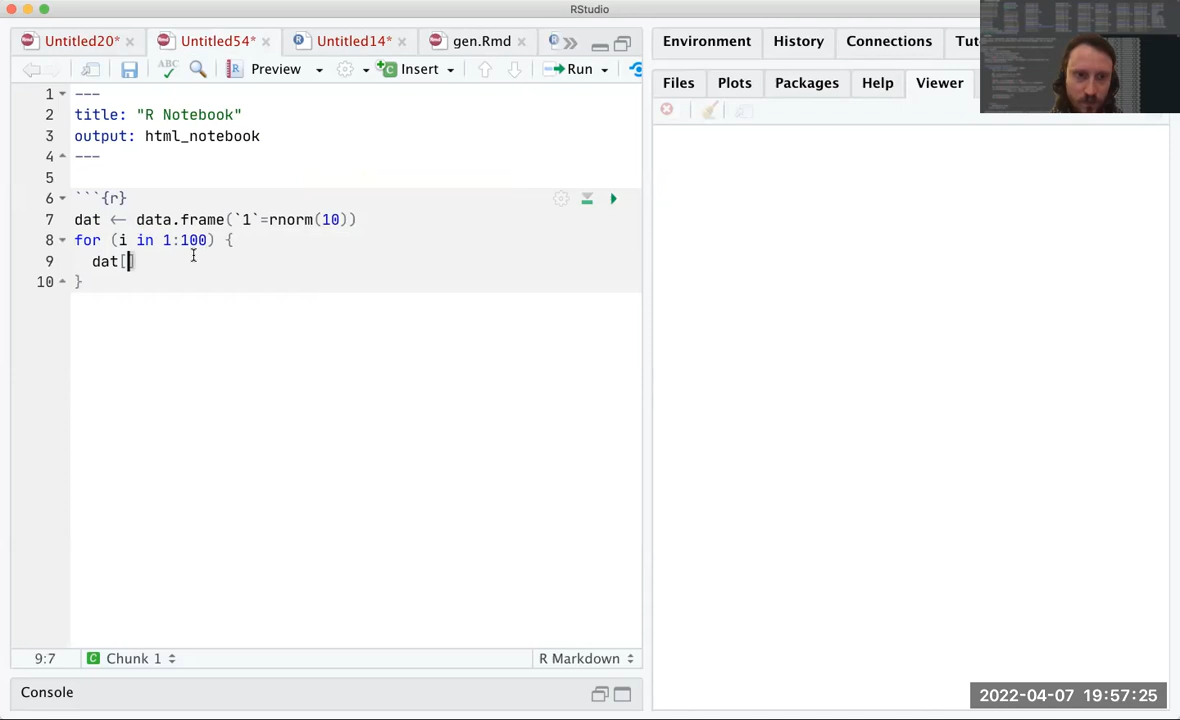 RStudio
Untitled20* Untitled54* Untitled14* gen.Rmd
Environment History Connections Tut
ABC Preview Insert Run
Files Plots Packages Help Viewer
1 ---
2 title: "R Notebook"
3 output: html_notebook
4 ---
5
6 ```{r}
7 dat <- data.frame(`1`=rnorm(10))
8 for (i in 1:100) {
9 dat[]
10 }
9:7 Chunk 1 R Markdown
Console
2022-04-07 19:57:25